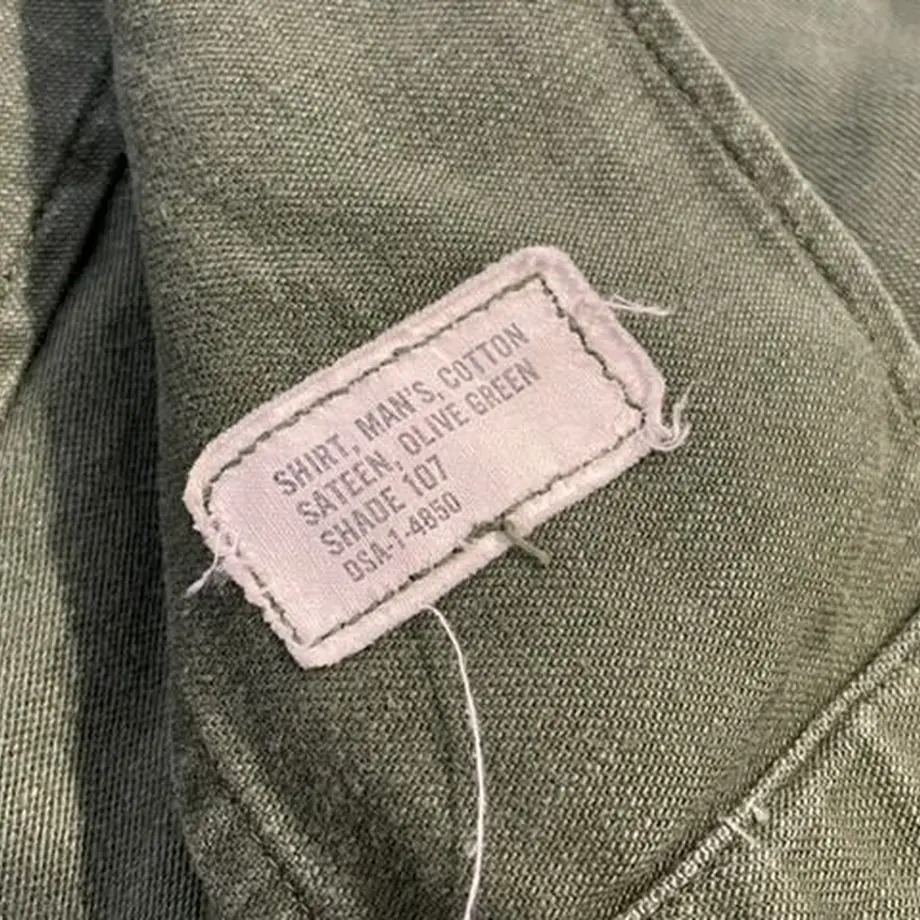 SHIRT, MAN'S, COTTON
SATEEN, OLIVE GREEN
SHADE 107
DSA-1-4850